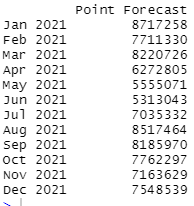 Point Forecast
Jan 2021 8717258
Feb 2021 7711330
Mar 2021 8220726
Apr 2021 6272805
May 2021 5555071
Jun 2021 5313043
Jul 2021 7035332
Aug 2021 8517464
Sep 2021 8185970
Oct 2021 7762297
Nov 2021 7163629
Dec 2021 7548539
>